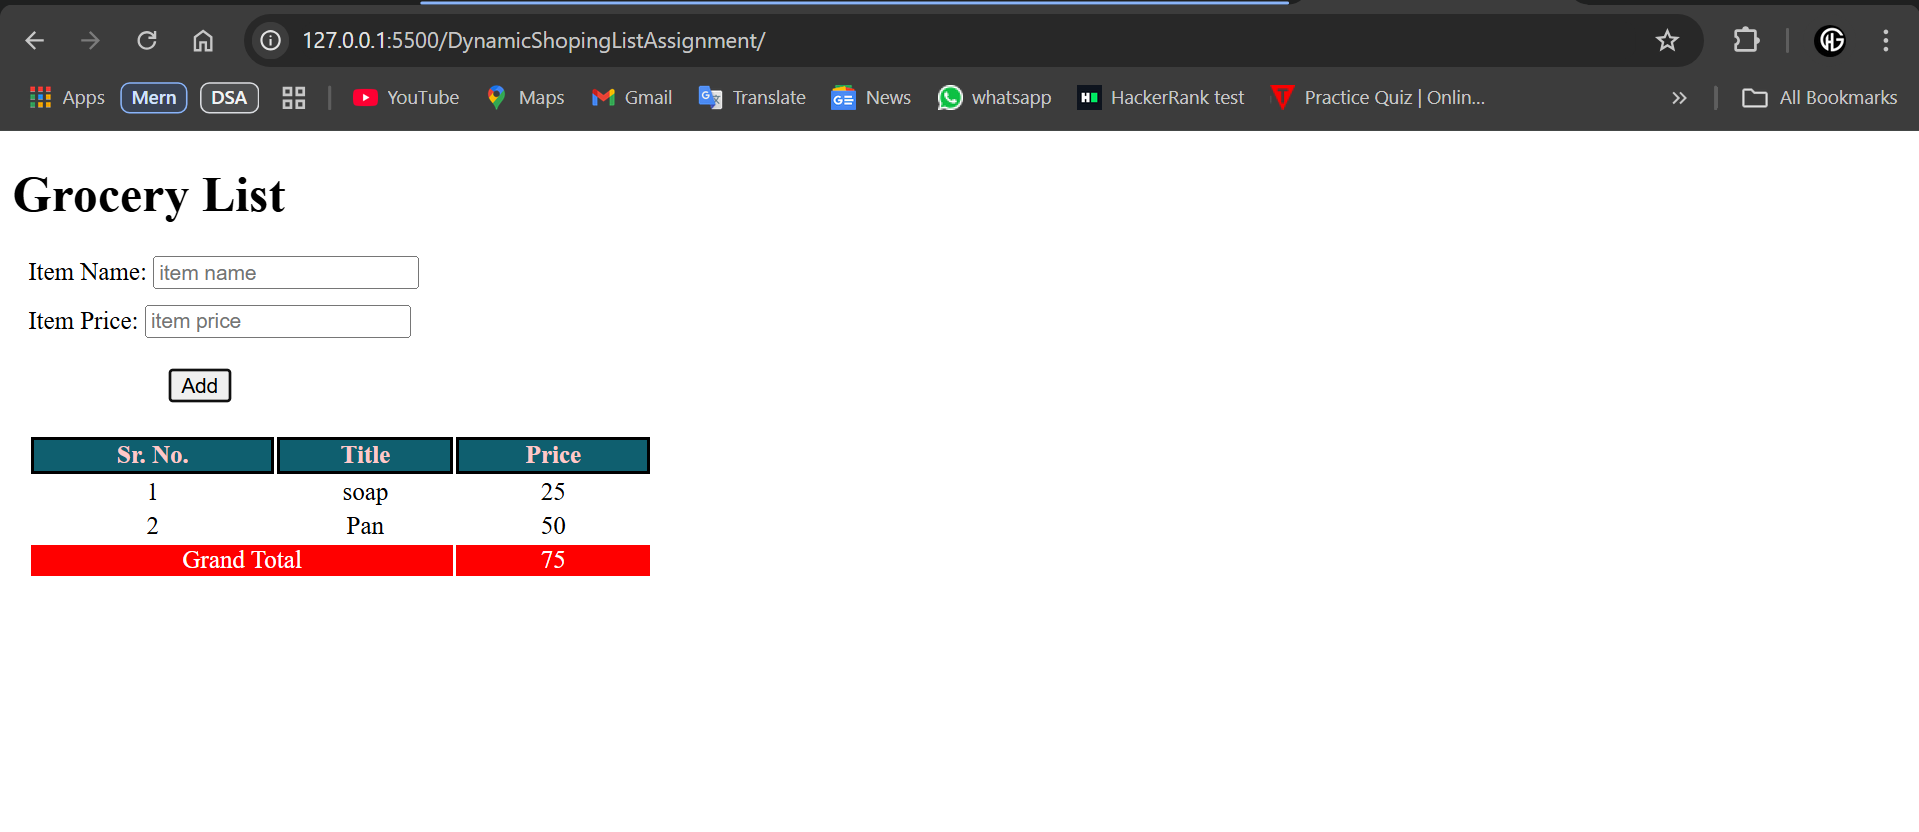 127.0.0.1:5500/DynamicShopingListAssignment/
Apps Mern DSA YouTube Maps Gmail Translate News whatsapp HackerRank test Practice Quiz | Onlin... All Bookmarks
Grocery List
Item Name: item name
Item Price: item price
Add
Sr. No. Title Price
1 soap 25
2 Pan 50
Grand Total 75